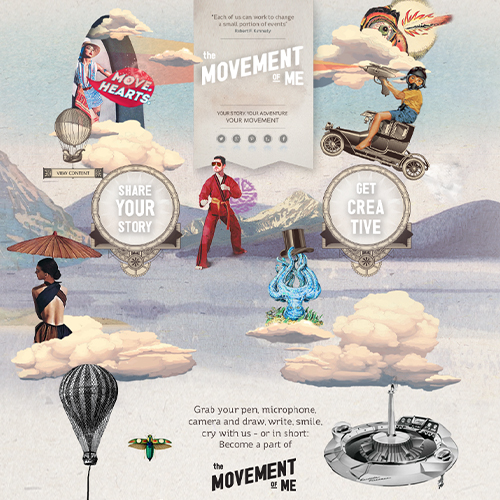 "Each of us can work to change
a small portion of events"
Robert F. Kennedy
the
MOVEMENT
OF ME
MOVE.
HEARTS
YOUR STORY, YOUR ADVENTURE
YOUR MOVEMENT
VIEW CONTENT
SHARE
YOUR
STORY
GET
CREA
TIVE
Grab your pen, microphone,
camera and draw, write, smile,
cry with us - or in short:
Become a part of
the
MOVEMENT
OF ME